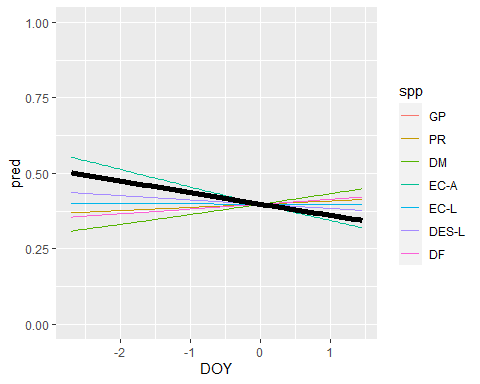 1.00
0.75
0.50
0.25
0.00
pred
-2
-1
0
1
DOY
spp
GP
PR
DM
EC-A
EC-L
DES-L
DF